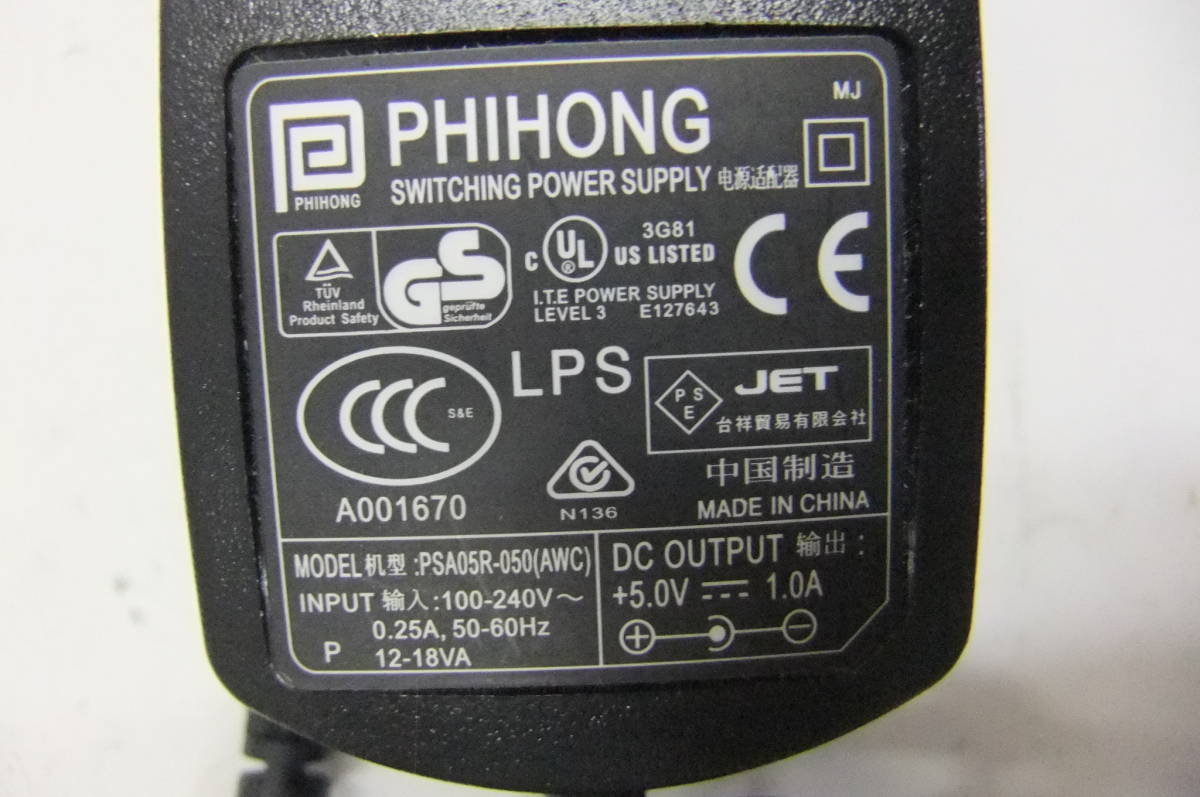 MJ
PHIHONG
PHIHONG
SWITCHING POWER SUPPLY 电源适配器
TÜV
Rheinland
Product Safety
GS
geprüfte
Sicherheit
3G81
C UL ® US LISTED
I.T.E POWER SUPPLY
LEVEL 3 E127643
CE
CCC S&E
A001670
LPS
P S
E
JET
台祥貿易有限会社
N136
中国制造
MADE IN CHINA
MODEL 机型 :PSA05R-050(AWC)
INPUT 输入:100-240V～
0.25A, 50-60Hz
P 12-18VA
DC OUTPUT 输出:
+5.0V ⎓ 1.0A